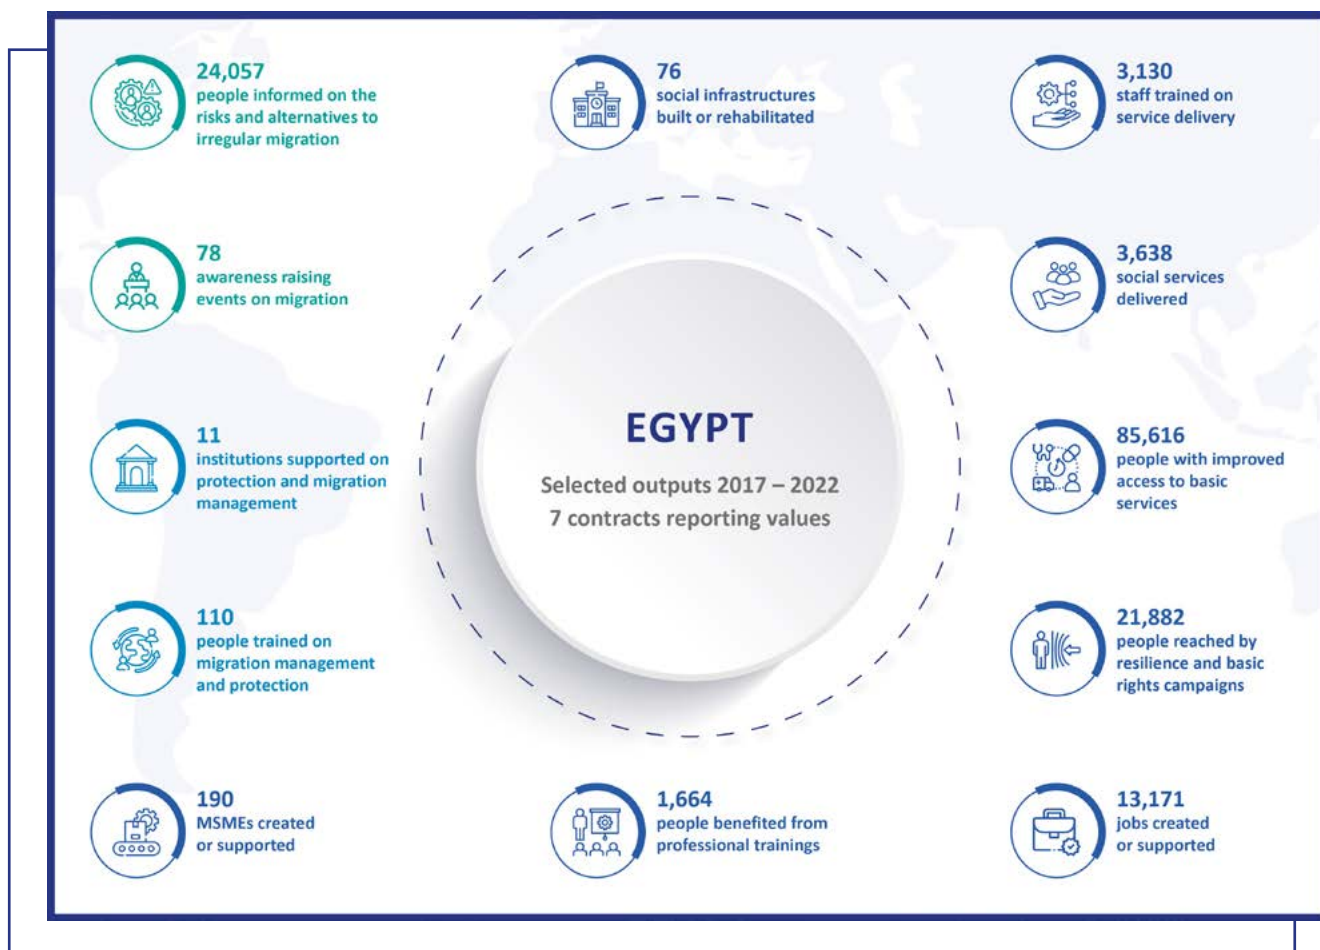 24,057
people informed on the
risks and alternatives to
irregular migration
76
social infrastructures
built or rehabilitated
3,130
staff trained on
service delivery
78
awareness raising
events on migration
3,638
social services
delivered
11
institutions supported on
protection and migration
management
EGYPT
Selected outputs 2017 – 2022
7 contracts reporting values
85,616
people with improved
access to basic
services
110
people trained on
migration management
and protection
21,882
people reached by
resilience and basic
rights campaigns
190
MSMEs created
or supported
1,664
people benefited from
professional trainings
13,171
jobs created
or supported